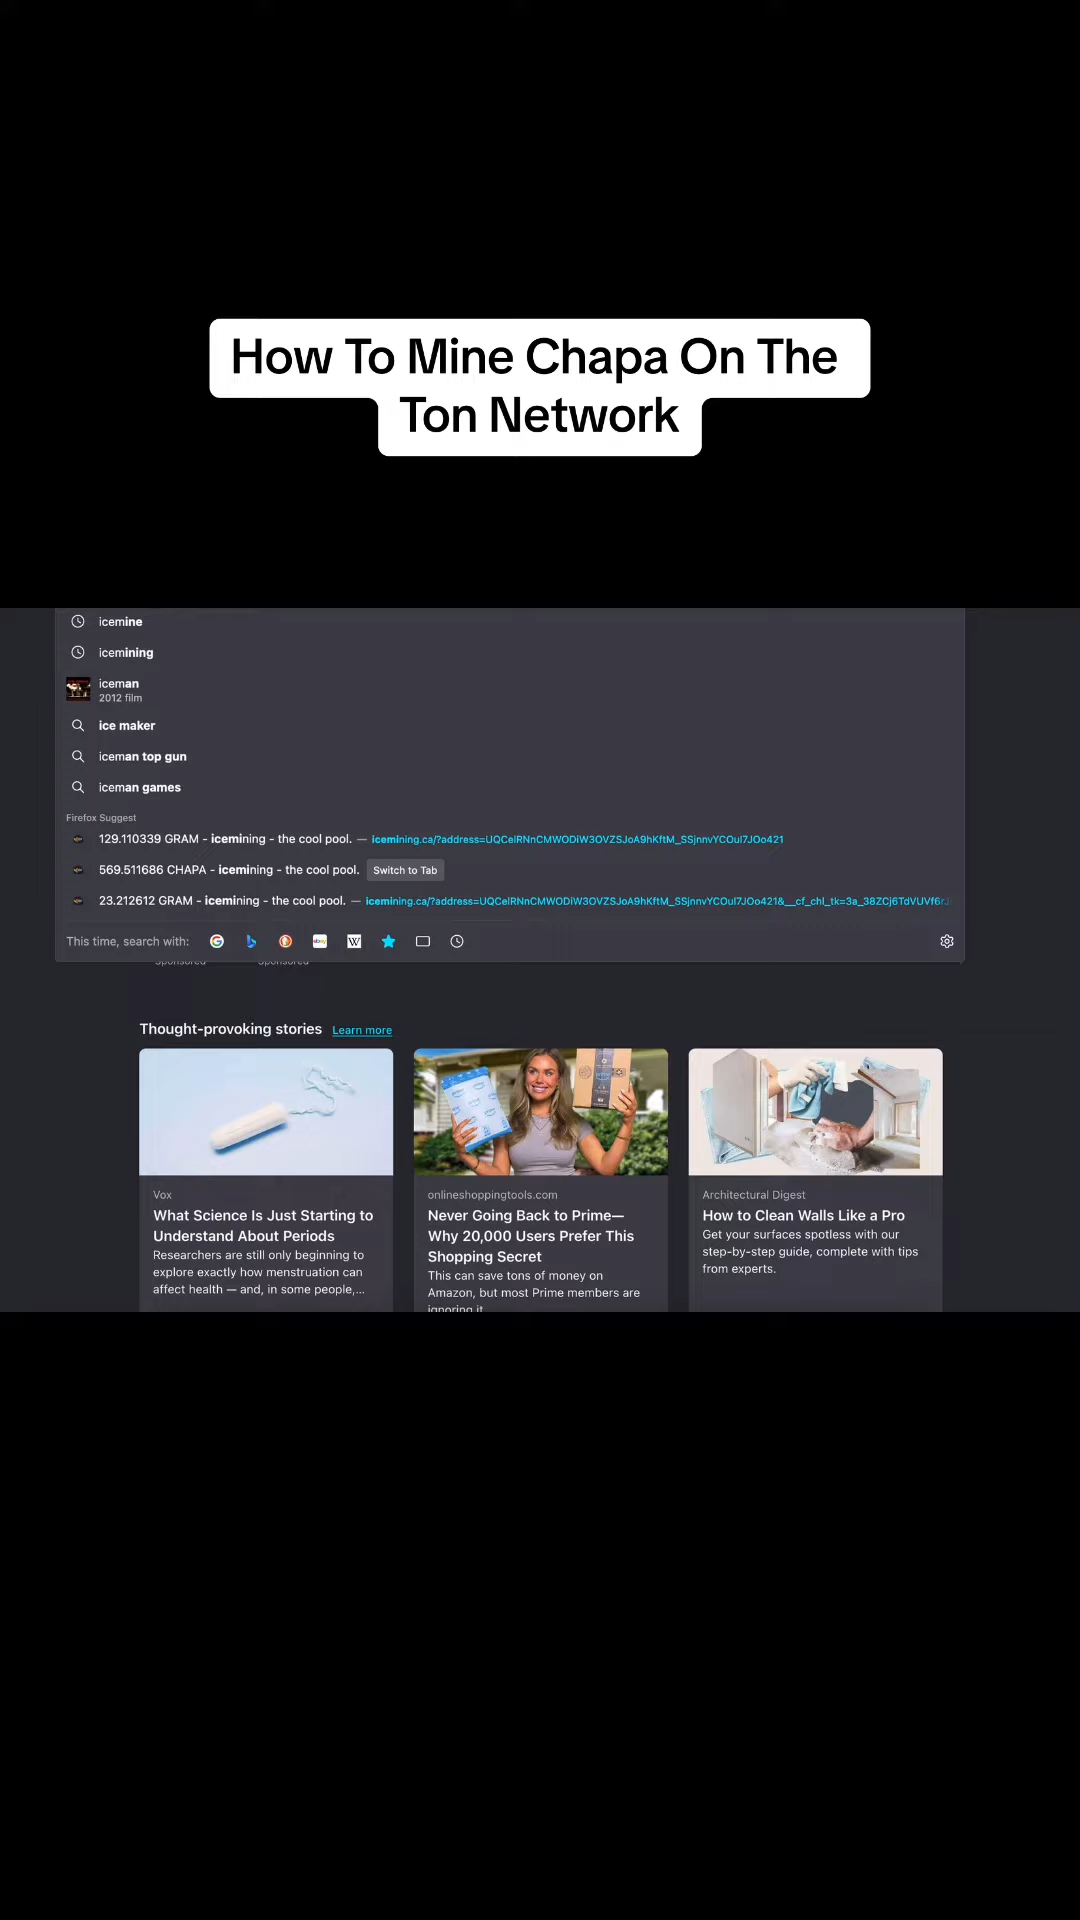 How To Mine Chapa On The
Ton Network
icemine
icemining
iceman
2012 film
ice maker
iceman top gun
iceman games
Firefox Suggest
129.110339 GRAM - icemining - the cool pool. — icemining.ca/?address=UQCelRNnCMWODiW3OVZSJoA9hKftM_SSjnnvYCOul7JOo421
569.511686 CHAPA - icemining - the cool pool. Switch to Tab
23.212612 GRAM - icemining - the cool pool. — icemining.ca/?address=UQCelRNnCMWODiW3OVZSJoA9hKftM_SSjnnvYCOul7JOo421&__cf_chl_tk=3a_38ZCj6TdVUVf6rJ
This time, search with:
Sponsored Sponsored
Thought-provoking stories Learn more
Vox
What Science Is Just Starting to
Understand About Periods
Researchers are still only beginning to
explore exactly how menstruation can
affect health — and, in some people,...
onlineshoppingtools.com
Never Going Back to Prime—
Why 20,000 Users Prefer This
Shopping Secret
This can save tons of money on
Amazon, but most Prime members are
ignoring it.
Architectural Digest
How to Clean Walls Like a Pro
Get your surfaces spotless with our
step-by-step guide, complete with tips
from experts.